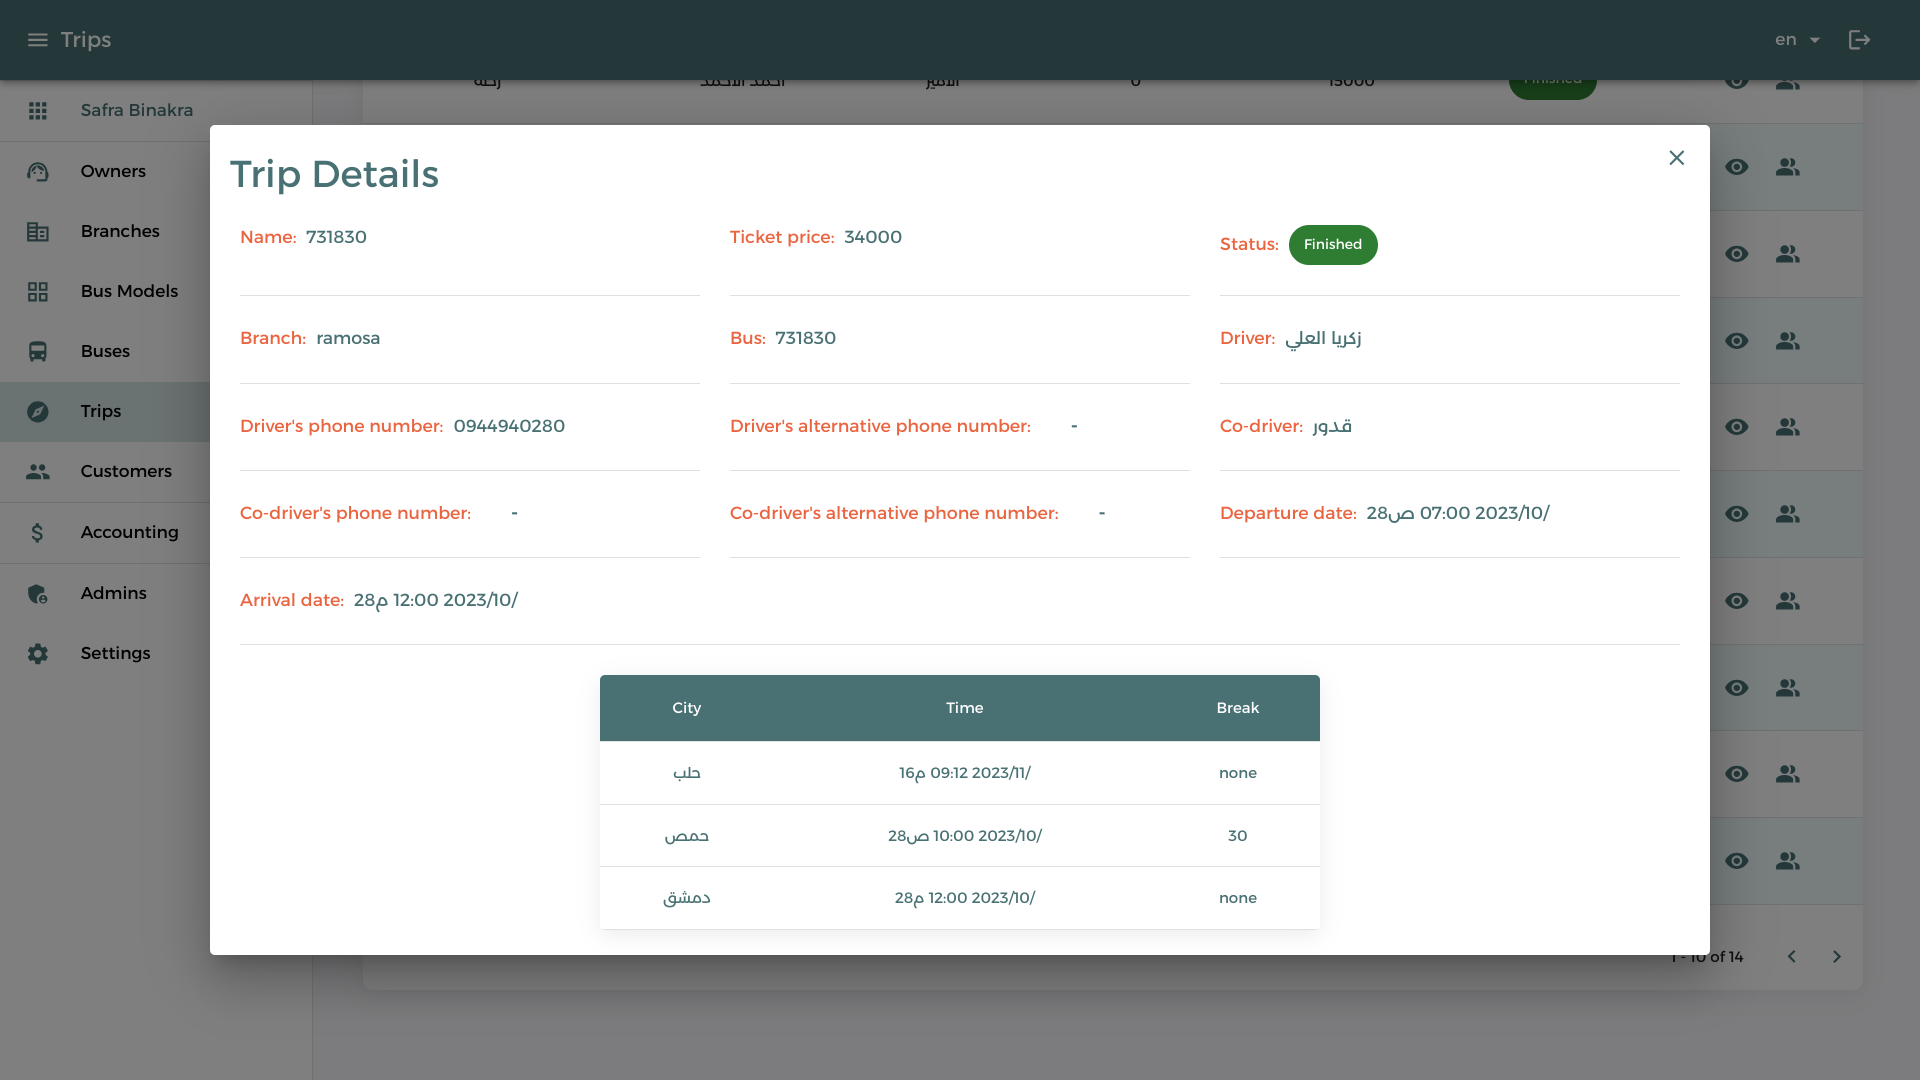 Trips
en
Safra Binakra
Owners
Branches
Bus Models
Buses
Trips
Customers
Accounting
Admins
Settings
15000
Trip Details
Name: 731830
Ticket price: 34000
Status: Finished
Branch: ramosa
Bus: 731830
Driver: زكريا العلي
Driver's phone number: 0944940280
Driver's alternative phone number: -
Co-driver: قدور
Co-driver's phone number: -
Co-driver's alternative phone number: -
Departure date: 28ص 07:00 2023/10/
Arrival date: 28م 12:00 2023/10/
City Time Break
حلب 16م 09:12 2023/11/ none
حمص 28ص 10:00 2023/10/ 30
دمشق 28م 12:00 2023/10/ none
1 - 10 of 14